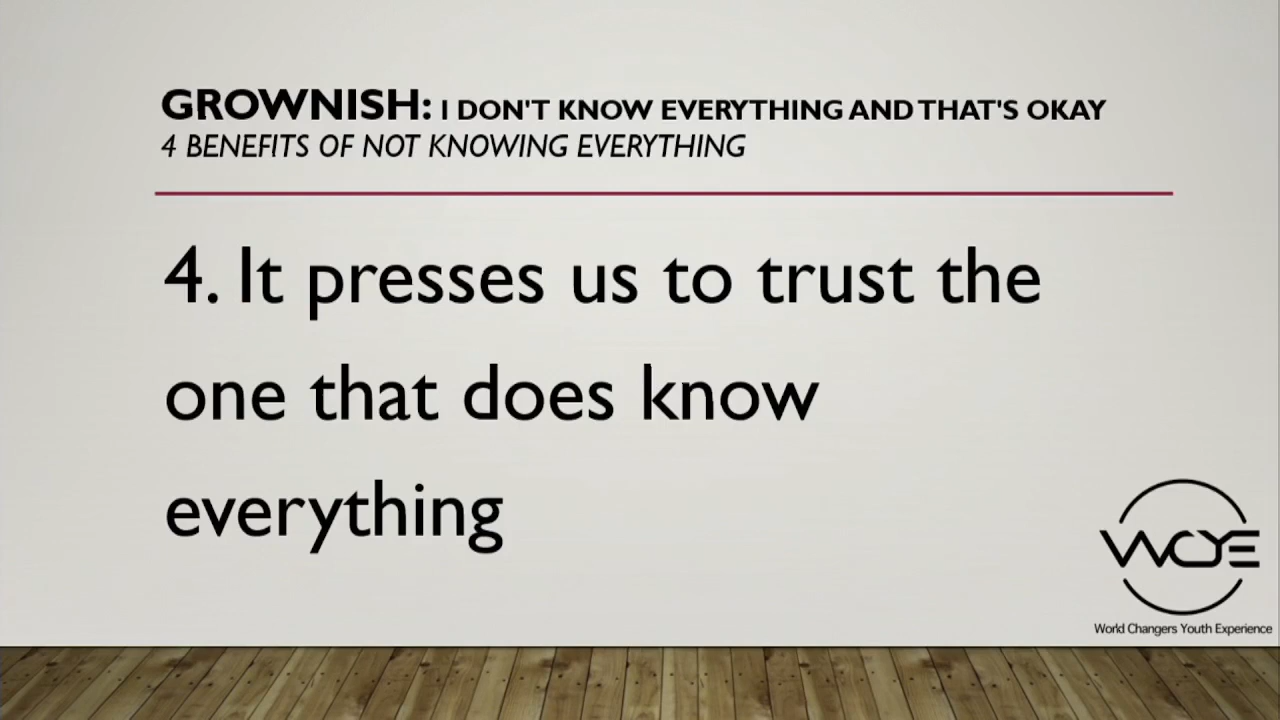 GROWNISH: I DON'T KNOW EVERYTHING AND THAT'S OKAY
4 BENEFITS OF NOT KNOWING EVERYTHING
4. It presses us to trust the
one that does know
everything
WCYE
World Changers Youth Experience